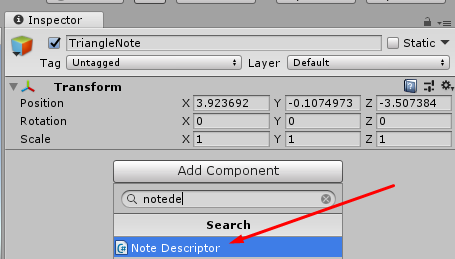 Inspector
TriangleNote Static
Tag Untagged Layer Default
Transform
Position X 3.923692 Y -0.1074973 Z -3.507384
Rotation X 0 Y 0 Z 0
Scale X 1 Y 1 Z 1
Add Component
notede
Search
Note Descriptor